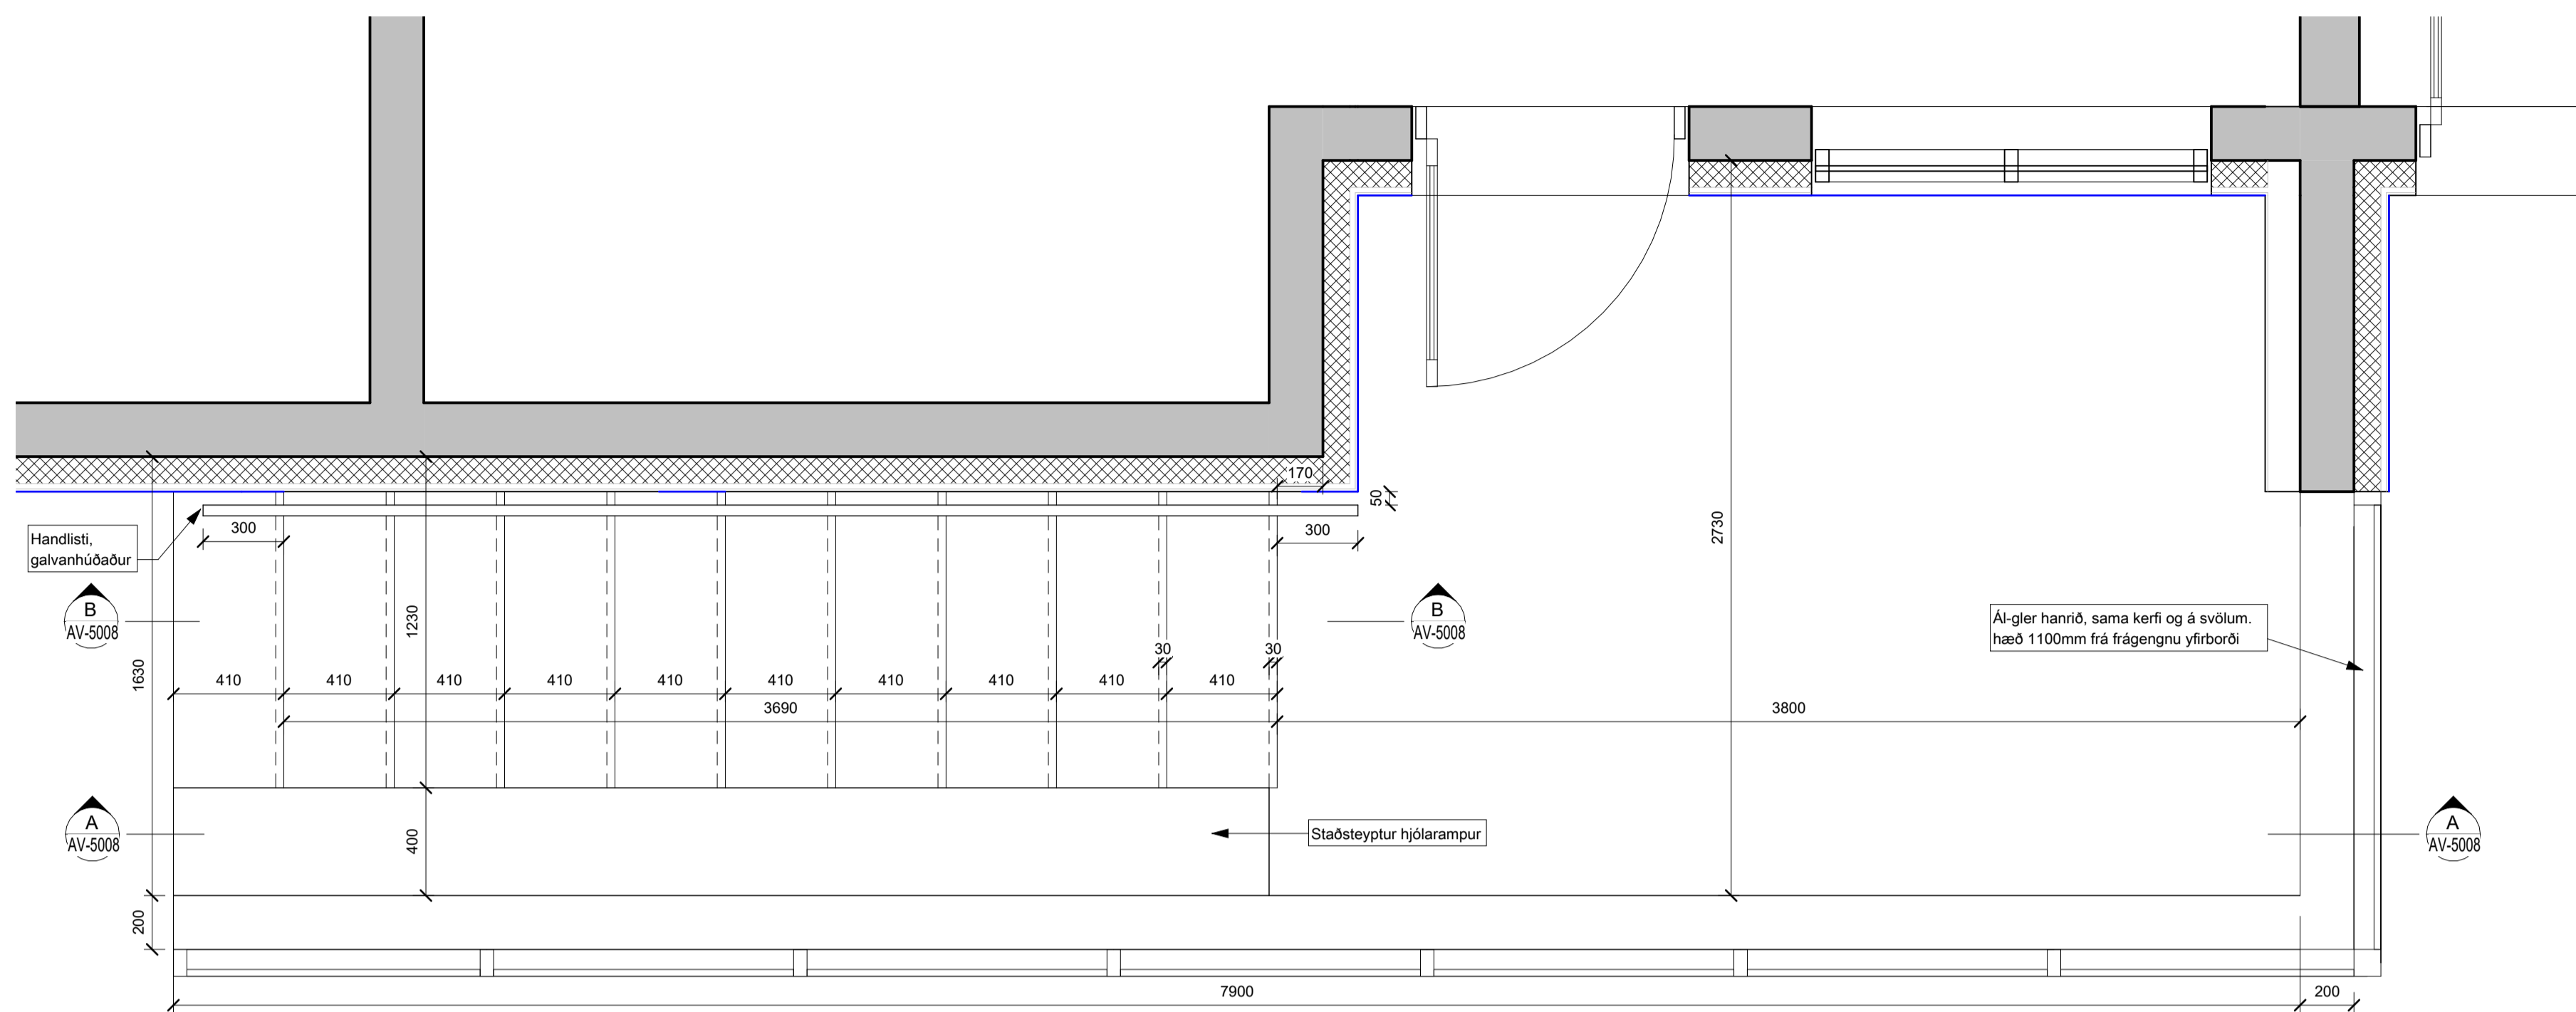 170
50
Handlisti,
galvanhúðaður
300
300
2730
B
AV-5008
1230
B
AV-5008
Ál-gler hanrið, sama kerfi og á svölum.
hæð 1100mm frá frágengnu yfirborði
1630
30
30
410
410
410
410
410
410
410
410
410
410
3690
3800
A
AV-5008
400
Staðsteyptur hjólarampur
A
AV-5008
200
7900
200